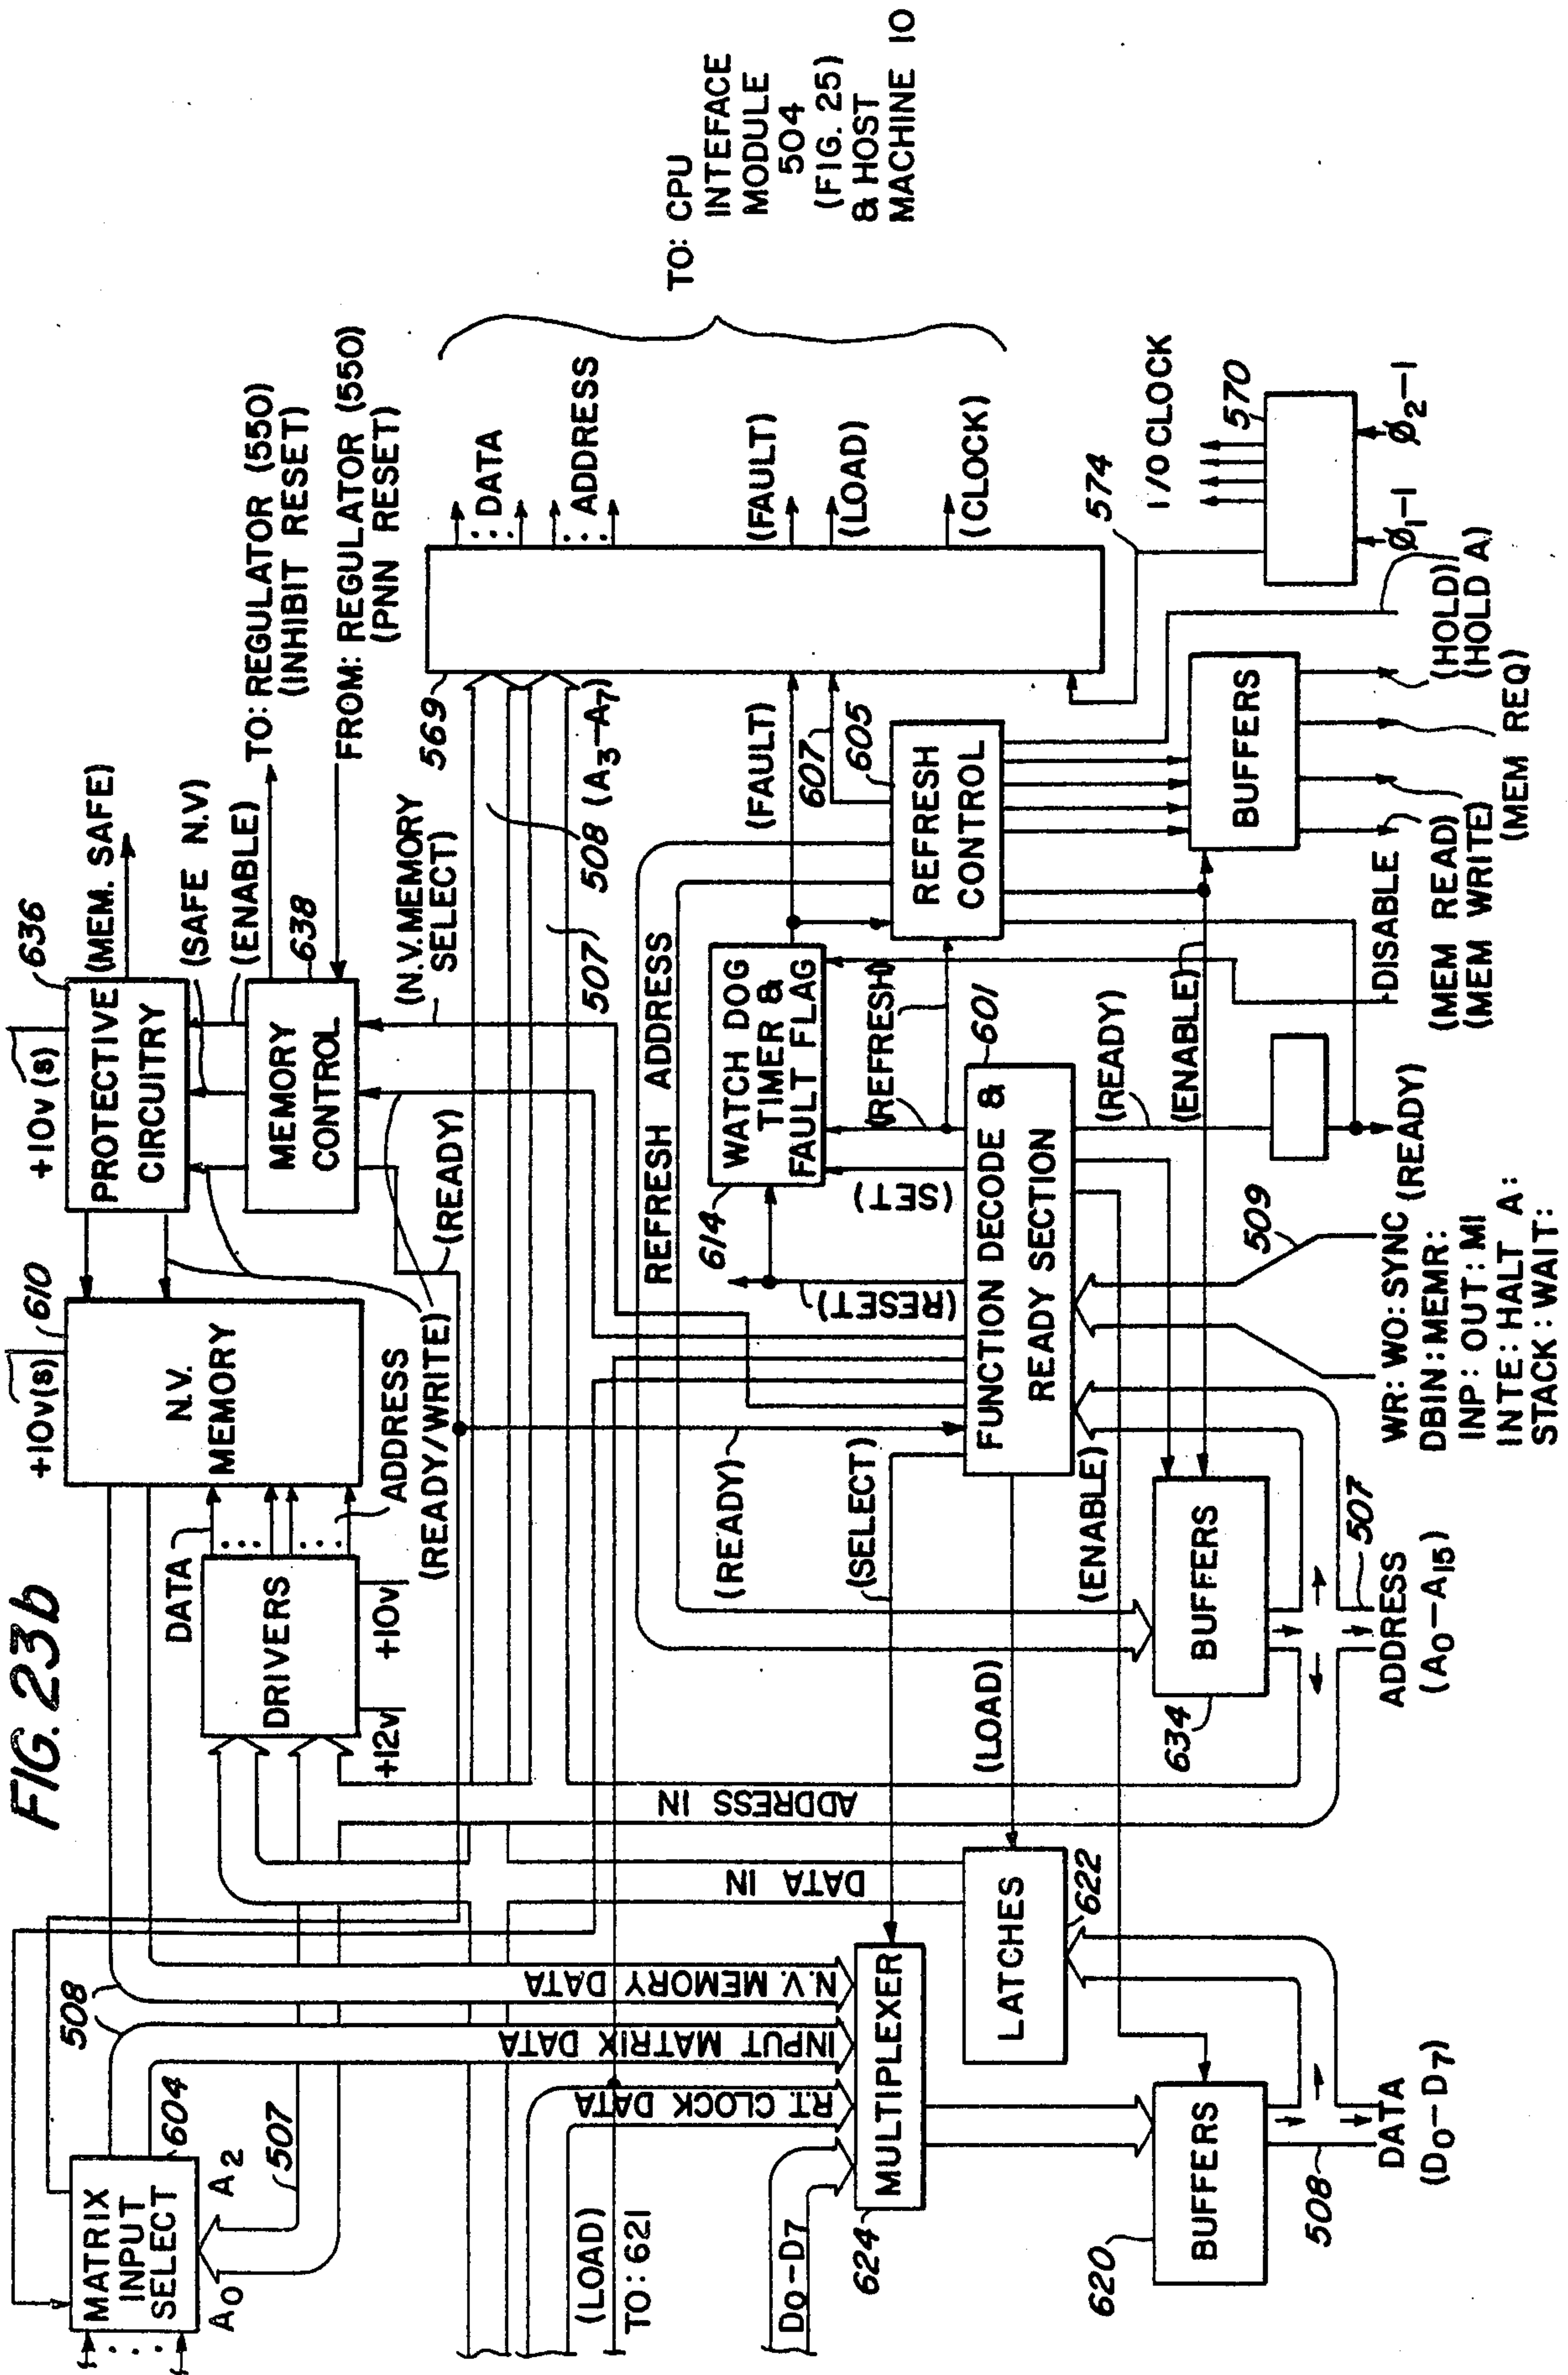 FIG. 23b
MATRIX
INPUT
SELECT
604
A0
A2
507
508
+10v(s)
610
N.V.
MEMORY
DATA
DRIVERS
+12v
+10v
ADDRESS
(READY/WRITE)
+10v(s)
636
PROTECTIVE
CIRCUITRY
(MEM. SAFE)
(SAFE N.V)
(ENABLE)
MEMORY
CONTROL
638
(READY)
TO: REGULATOR (550)
(INHIBIT RESET)
FROM: REGULATOR (550)
(PNN RESET)
(N.V. MEMORY
SELECT)
507
508 (A3-A7)
569
DATA
ADDRESS
(FAULT)
(LOAD)
(CLOCK)
TO: CPU
INTEFACE
MODULE
504
(FIG. 25)
& HOST
MACHINE 10
(LOAD)
TO: 621
D0-D7
R.T. CLOCK DATA
INPUT MATRIX DATA
N.V. MEMORY DATA
DATA IN
ADDRESS IN
REFRESH ADDRESS
(READY)
(SELECT)
(LOAD)
MULTIPLEXER
624
LATCHES
622
(ENABLE)
614
WATCH DOG
TIMER &
FAULT FLAG
(RESET)
(SET)
(REFRESH)
(FAULT)
607
605
REFRESH
CONTROL
601
FUNCTION DECODE &
READY SECTION
(READY)
(ENABLE)
BUFFERS
620
BUFFERS
634
BUFFERS
574
I/O CLOCK
570
Ø1-1
Ø2-1
508
DATA
(D0-D7)
507
ADDRESS
(A0-A15)
509
WR: WO: SYNC
DBIN: MEMR:
INP: OUT: MI
INTE: HALT A:
STACK: WAIT:
(READY)
+DISABLE
(MEM READ)
(MEM WRITE)
(MEM REQ)
(HOLD)
(HOLD A)